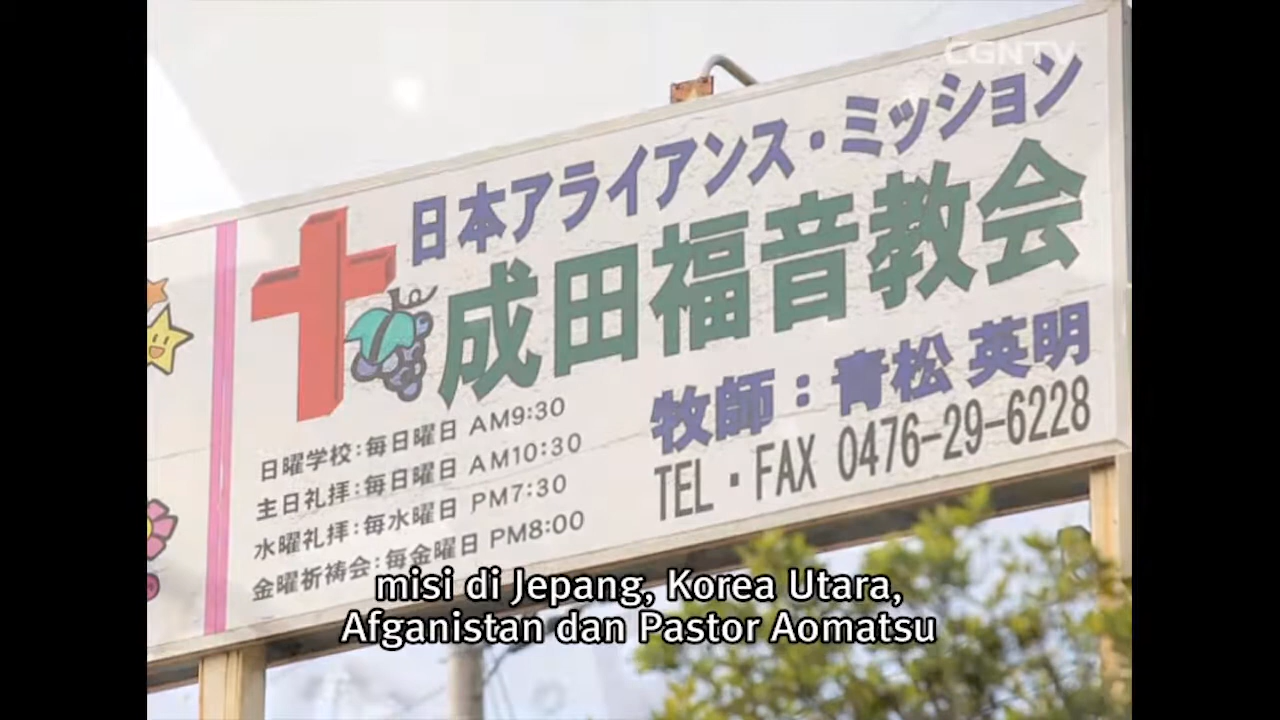 CGNTV
日本アライアンス・ミッション
成田福音教会
牧師：青松 英明
TEL・FAX 0476-29-6228
日曜学校：毎日曜日 AM9:30
主日礼拝：毎日曜日 AM10:30
水曜礼拝：毎水曜日 PM7:30
金曜祈祷会：毎金曜日 PM8:00
misi di Jepang, Korea Utara,
Afganistan dan Pastor Aomatsu